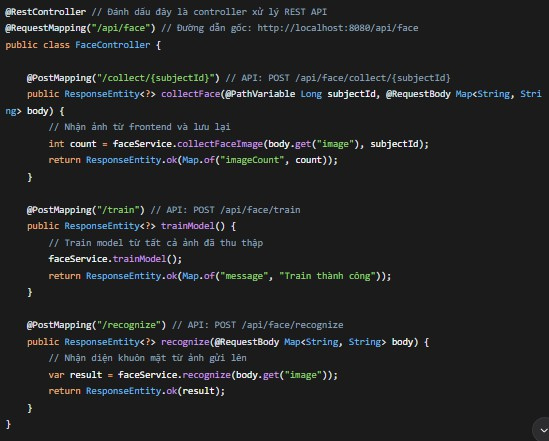 @RestController // Đánh dấu đây là controller xử lý REST API
@RequestMapping("/api/face") // Đường dẫn gốc: http://localhost:8080/api/face
public class FaceController {
@PostMapping("/collect/{subjectId}") // API: POST /api/face/collect/{subjectId}
public ResponseEntity<?> collectFace(@PathVariable Long subjectId, @RequestBody Map<String, Stri
ng> body) {
// Nhận ảnh từ frontend và lưu lại
int count = faceService.collectFaceImage(body.get("image"), subjectId);
return ResponseEntity.ok(Map.of("imageCount", count));
}
@PostMapping("/train") // API: POST /api/face/train
public ResponseEntity<?> trainModel() {
// Train model từ tất cả ảnh đã thu thập
faceService.trainModel();
return ResponseEntity.ok(Map.of("message", "Train thành công"));
}
@PostMapping("/recognize") // API: POST /api/face/recognize
public ResponseEntity<?> recognize(@RequestBody Map<String, String> body) {
// Nhận diện khuôn mặt từ ảnh gửi lên
var result = faceService.recognize(body.get("image"));
return ResponseEntity.ok(result);
}
}